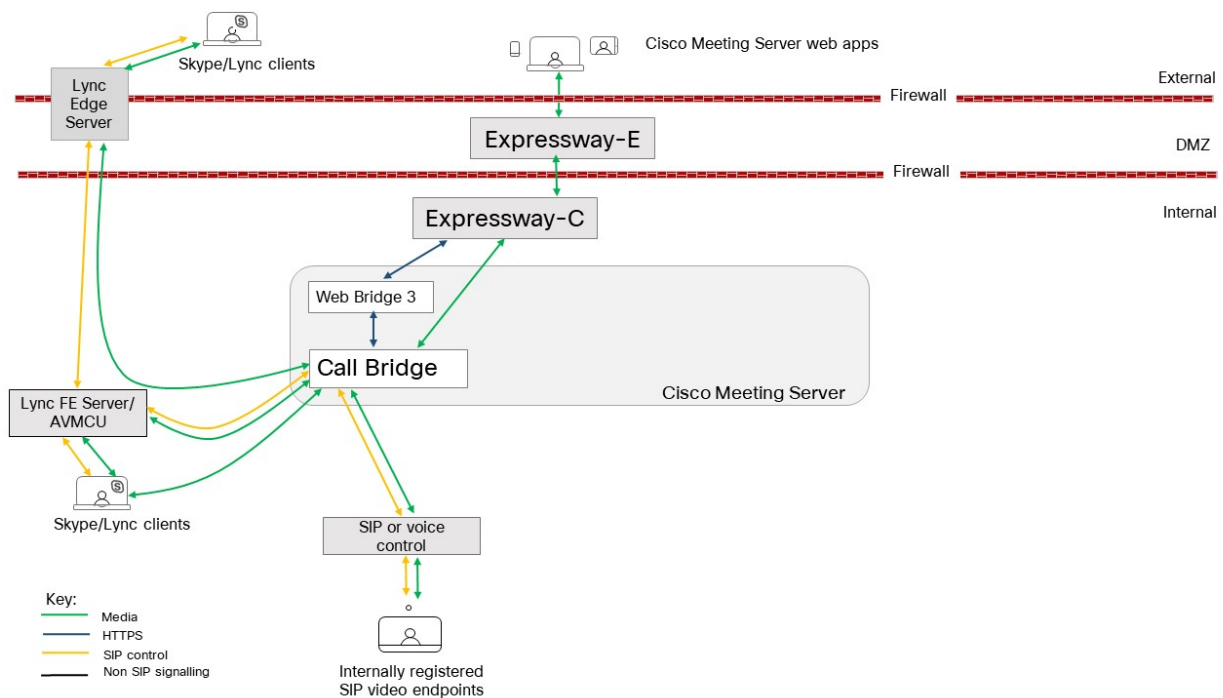 Skype/Lync clients
Cisco Meeting Server web apps
Lync
Edge
Server
External
Firewall
Expressway-E
DMZ
Firewall
Expressway-C
Internal
Web Bridge 3
Call Bridge
Cisco Meeting Server
Lync FE Server/
AVMCU
Skype/Lync clients
SIP or voice
control
Key:
Media
HTTPS
SIP control
Non SIP signalling
Internally registered
SIP video endpoints